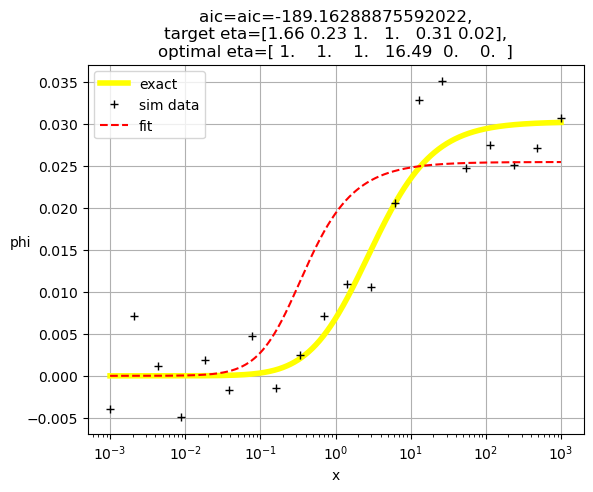 aic=aic=-189.16288875592022,
target eta=[1.66 0.23 1.   1.   0.31 0.02],
optimal eta=[ 1.    1.    1.   16.49  0.    0.  ]
exact
sim data
fit
0.035
0.030
0.025
0.020
0.015
0.010
0.005
0.000
−0.005
phi
10⁻³ 10⁻² 10⁻¹ 10⁰ 10¹ 10² 10³
x